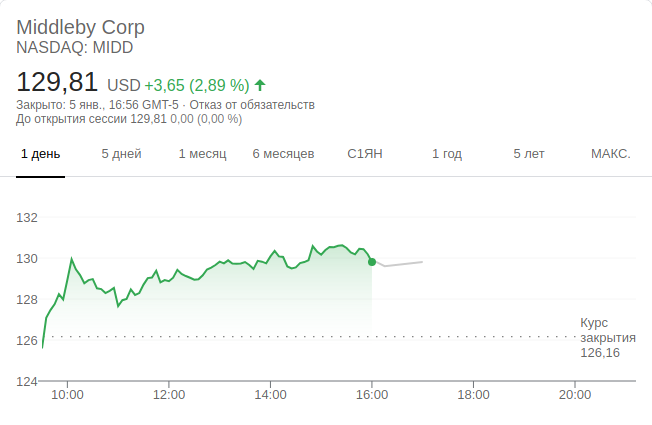 Middleby Corp
NASDAQ: MIDD
129,81 USD +3,65 (2,89 %)
Закрыто: 5 янв., 16:56 GMT-5 · Отказ от обязательств
До открытия сессии 129,81 0,00 (0,00 %)
1 день 5 дней 1 месяц 6 месяцев С1ЯН 1 год 5 лет МАКС.
132
130
128
Курс
126 закрытия
126,16
124
10:00 12:00 14:00 16:00 18:00 20:00